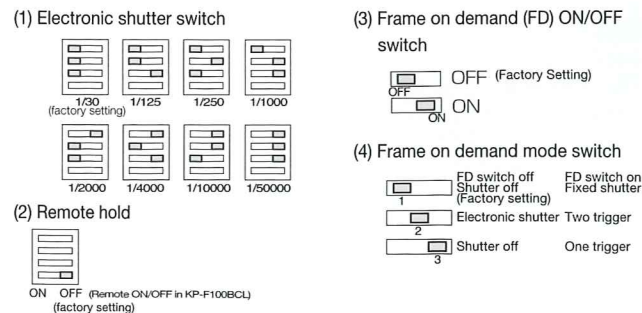 (1) Electronic shutter switch
1/30 1/125 1/250 1/1000
(factory setting)
1/2000 1/4000 1/10000 1/50000
(2) Remote hold
ON OFF (Remote ON/OFF in KP-F100BCL)
(factory setting)
(3) Frame on demand (FD) ON/OFF
switch
OFF (Factory Setting)
OFF
ON
ON
(4) Frame on demand mode switch
FD switch off FD switch on
Shutter off Fixed shutter
(Factory setting)
1
Electronic shutter Two trigger
2
Shutter off One trigger
3